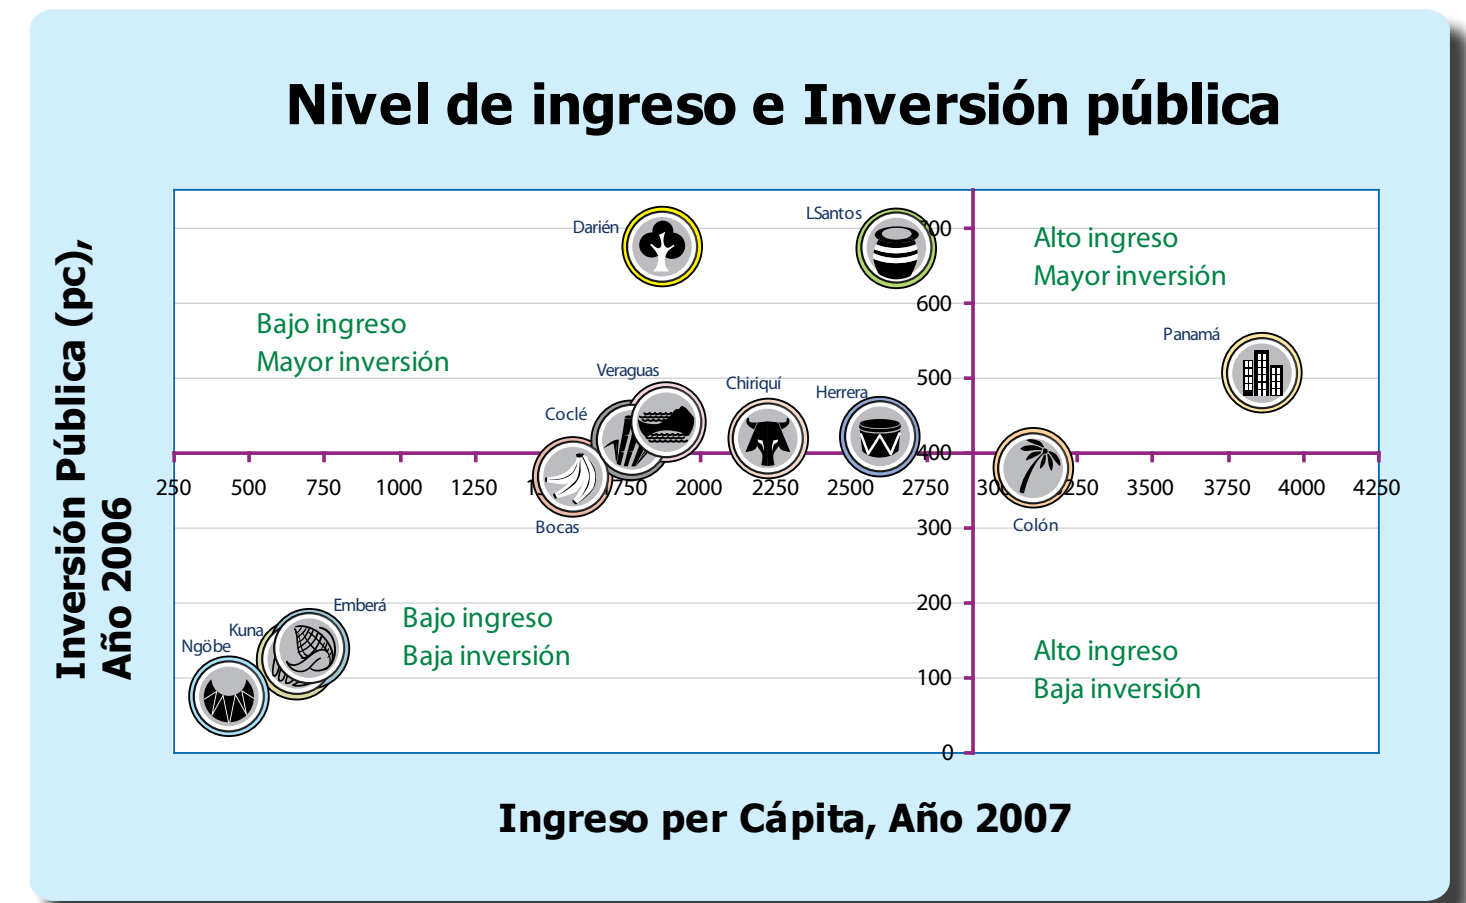 Nivel de ingreso e Inversión pública
Inversión Pública (pc),
Año 2006
Darién
LSantos
Alto ingreso
Mayor inversión
600
Bajo ingreso
Mayor inversión
Panamá
500
Veraguas
Chiriquí
Herrera
Coclé
400
250 500 750 1000 1250 2000 2250 2500 2750 3500 3750 4000 4250
Bocas
Colón
300
200
Emberá
Kuna
Ngöbe
Bajo ingreso
Baja inversión
Alto ingreso
Baja inversión
100
0
Ingreso per Cápita, Año 2007